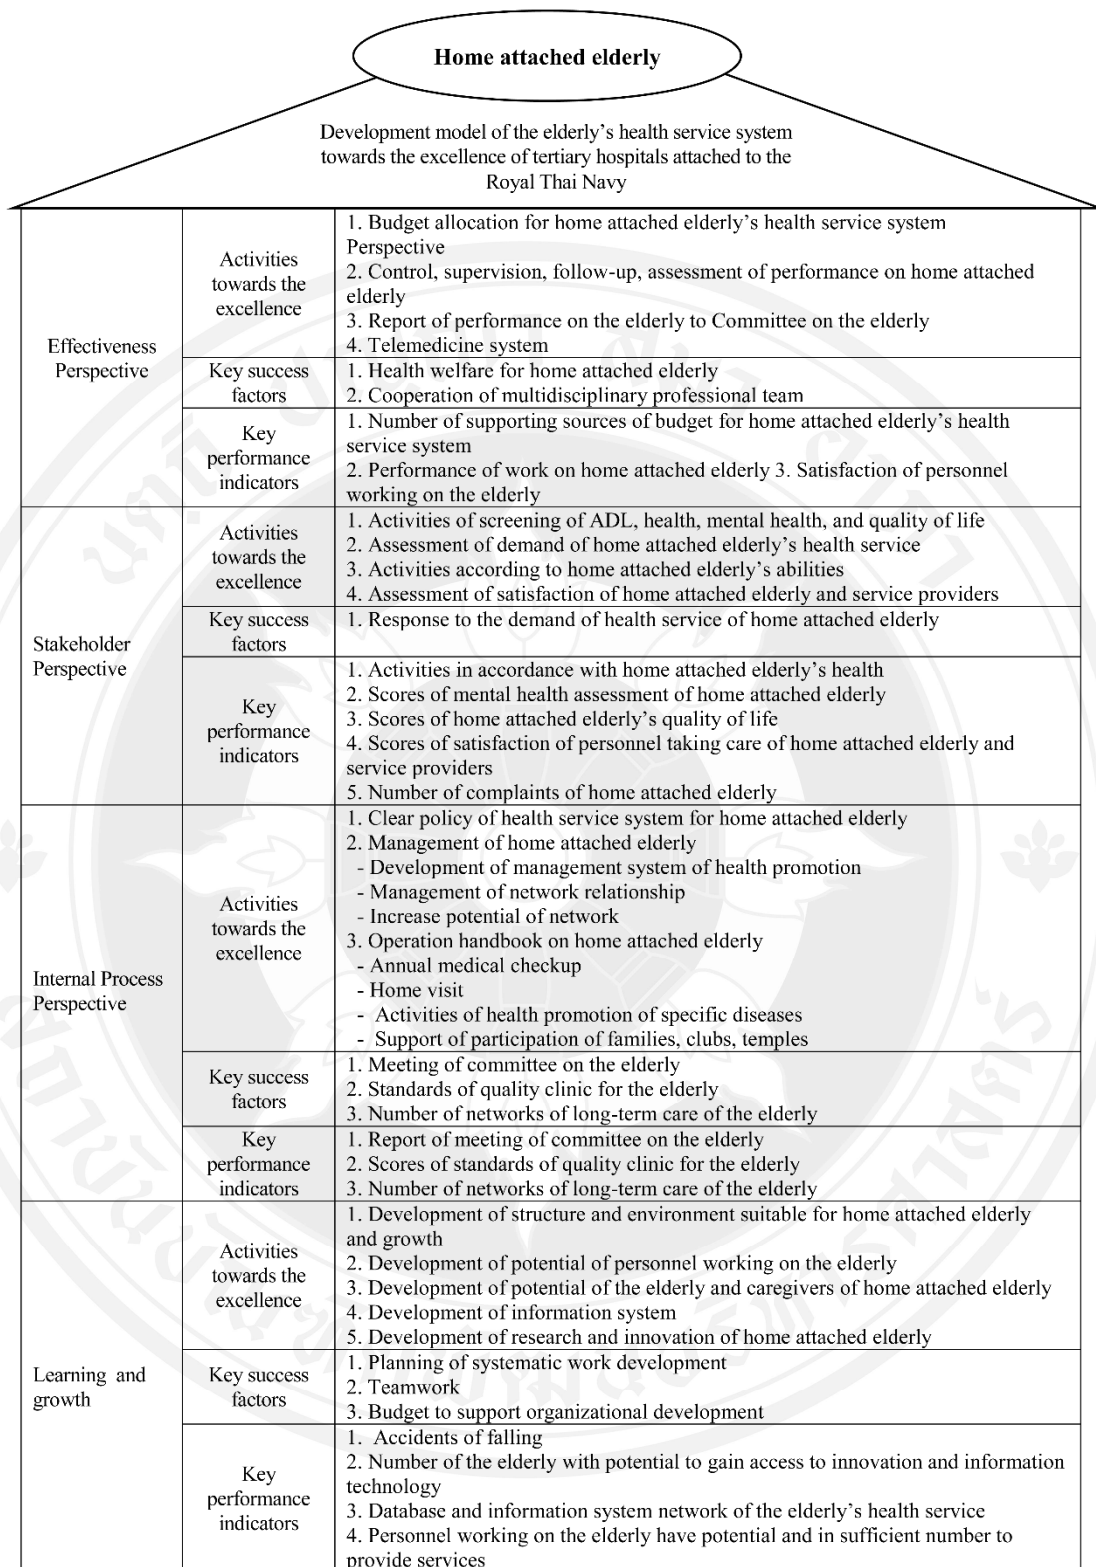 Home attached elderly
Development model of the elderly’s health service system
towards the excellence of tertiary hospitals attached to the
Royal Thai Navy
Effectiveness
Perspective
Activities
towards the
excellence
1. Budget allocation for home attached elderly’s health service system
Perspective
2. Control, supervision, follow-up, assessment of performance on home attached
elderly
3. Report of performance on the elderly to Committee on the elderly
4. Telemedicine system
Key success
factors
1. Health welfare for home attached elderly
2. Cooperation of multidisciplinary professional team
Key
performance
indicators
1. Number of supporting sources of budget for home attached elderly’s health
service system
2. Performance of work on home attached elderly 3. Satisfaction of personnel
working on the elderly
Stakeholder
Perspective
Activities
towards the
excellence
1. Activities of screening of ADL, health, mental health, and quality of life
2. Assessment of demand of home attached elderly’s health service
3. Activities according to home attached elderly’s abilities
4. Assessment of satisfaction of home attached elderly and service providers
Key success
factors
1. Response to the demand of health service of home attached elderly
Key
performance
indicators
1. Activities in accordance with home attached elderly’s health
2. Scores of mental health assessment of home attached elderly
3. Scores of home attached elderly’s quality of life
4. Scores of satisfaction of personnel taking care of home attached elderly and
service providers
5. Number of complaints of home attached elderly
Internal Process
Perspective
Activities
towards the
excellence
1. Clear policy of health service system for home attached elderly
2. Management of home attached elderly
- Development of management system of health promotion
- Management of network relationship
- Increase potential of network
3. Operation handbook on home attached elderly
- Annual medical checkup
- Home visit
- Activities of health promotion of specific diseases
- Support of participation of families, clubs, temples
Key success
factors
1. Meeting of committee on the elderly
2. Standards of quality clinic for the elderly
3. Number of networks of long-term care of the elderly
Key
performance
indicators
1. Report of meeting of committee on the elderly
2. Scores of standards of quality clinic for the elderly
3. Number of networks of long-term care of the elderly
Learning and
growth
Activities
towards the
excellence
1. Development of structure and environment suitable for home attached elderly
and growth
2. Development of potential of personnel working on the elderly
3. Development of potential of the elderly and caregivers of home attached elderly
4. Development of information system
5. Development of research and innovation of home attached elderly
Key success
factors
1. Planning of systematic work development
2. Teamwork
3. Budget to support organizational development
Key
performance
indicators
1. Accidents of falling
2. Number of the elderly with potential to gain access to innovation and information
technology
3. Database and information system network of the elderly’s health service
4. Personnel working on the elderly have potential and in sufficient number to
provide services